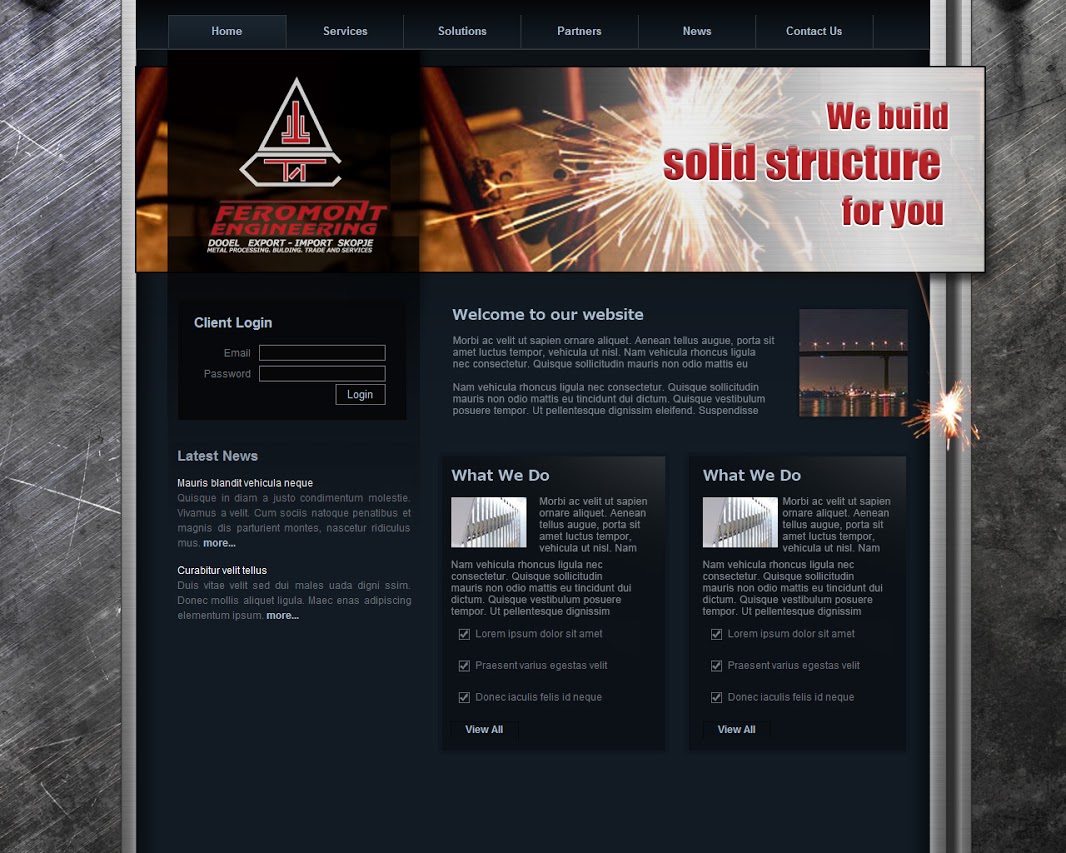 Home
Services
Solutions
Partners
News
Contact Us
FEROMONT
ENGINEERING
DOOEL EXPORT - IMPORT SKOPJE
METAL PROCESSING. BULDING. TRADE AND SERVICES
We build
solid structure
for you
Client Login
Email
Password
Login
Latest News
Mauris blandit vehicula neque
Quisque in diam a justo condimentum molestie.
Vivamus a velit. Cum sociis natoque penatibus et
magnis dis parturient montes, nascetur ridiculus
mus. more...
Curabitur velit tellus
Duis vitae velit sed dui males uada digni ssim.
Donec mollis aliquet ligula. Maec enas adipiscing
elementum ipsum. more...
Welcome to our website
Morbi ac velit ut sapien ornare aliquet. Aenean tellus augue, porta sit
amet luctus tempor, vehicula ut nisl. Nam vehicula rhoncus ligula
nec consectetur. Quisque sollicitudin mauris non odio mattis eu
Nam vehicula rhoncus ligula nec consectetur. Quisque sollicitudin
mauris non odio mattis eu tincidunt dui dictum. Quisque vestibulum
posuere tempor. Ut pellentesque dignissim eleifend. Suspendisse
What We Do
Morbi ac velit ut sapien
ornare aliquet. Aenean
tellus augue, porta sit
amet luctus tempor,
vehicula ut nisl. Nam
Nam vehicula rhoncus ligula nec
consectetur. Quisque sollicitudin
mauris non odio mattis eu tincidunt dui
dictum. Quisque vestibulum posuere
tempor. Ut pellentesque dignissim
Lorem ipsum dolor sit amet
Praesent varius egestas velit
Donec iaculis felis id neque
View All
What We Do
Morbi ac velit ut sapien
ornare aliquet. Aenean
tellus augue, porta sit
amet luctus tempor,
vehicula ut nisl. Nam
Nam vehicula rhoncus ligula nec
consectetur. Quisque sollicitudin
mauris non odio mattis eu tincidunt dui
dictum. Quisque vestibulum posuere
tempor. Ut pellentesque dignissim
Lorem ipsum dolor sit amet
Praesent varius egestas velit
Donec iaculis felis id neque
View All